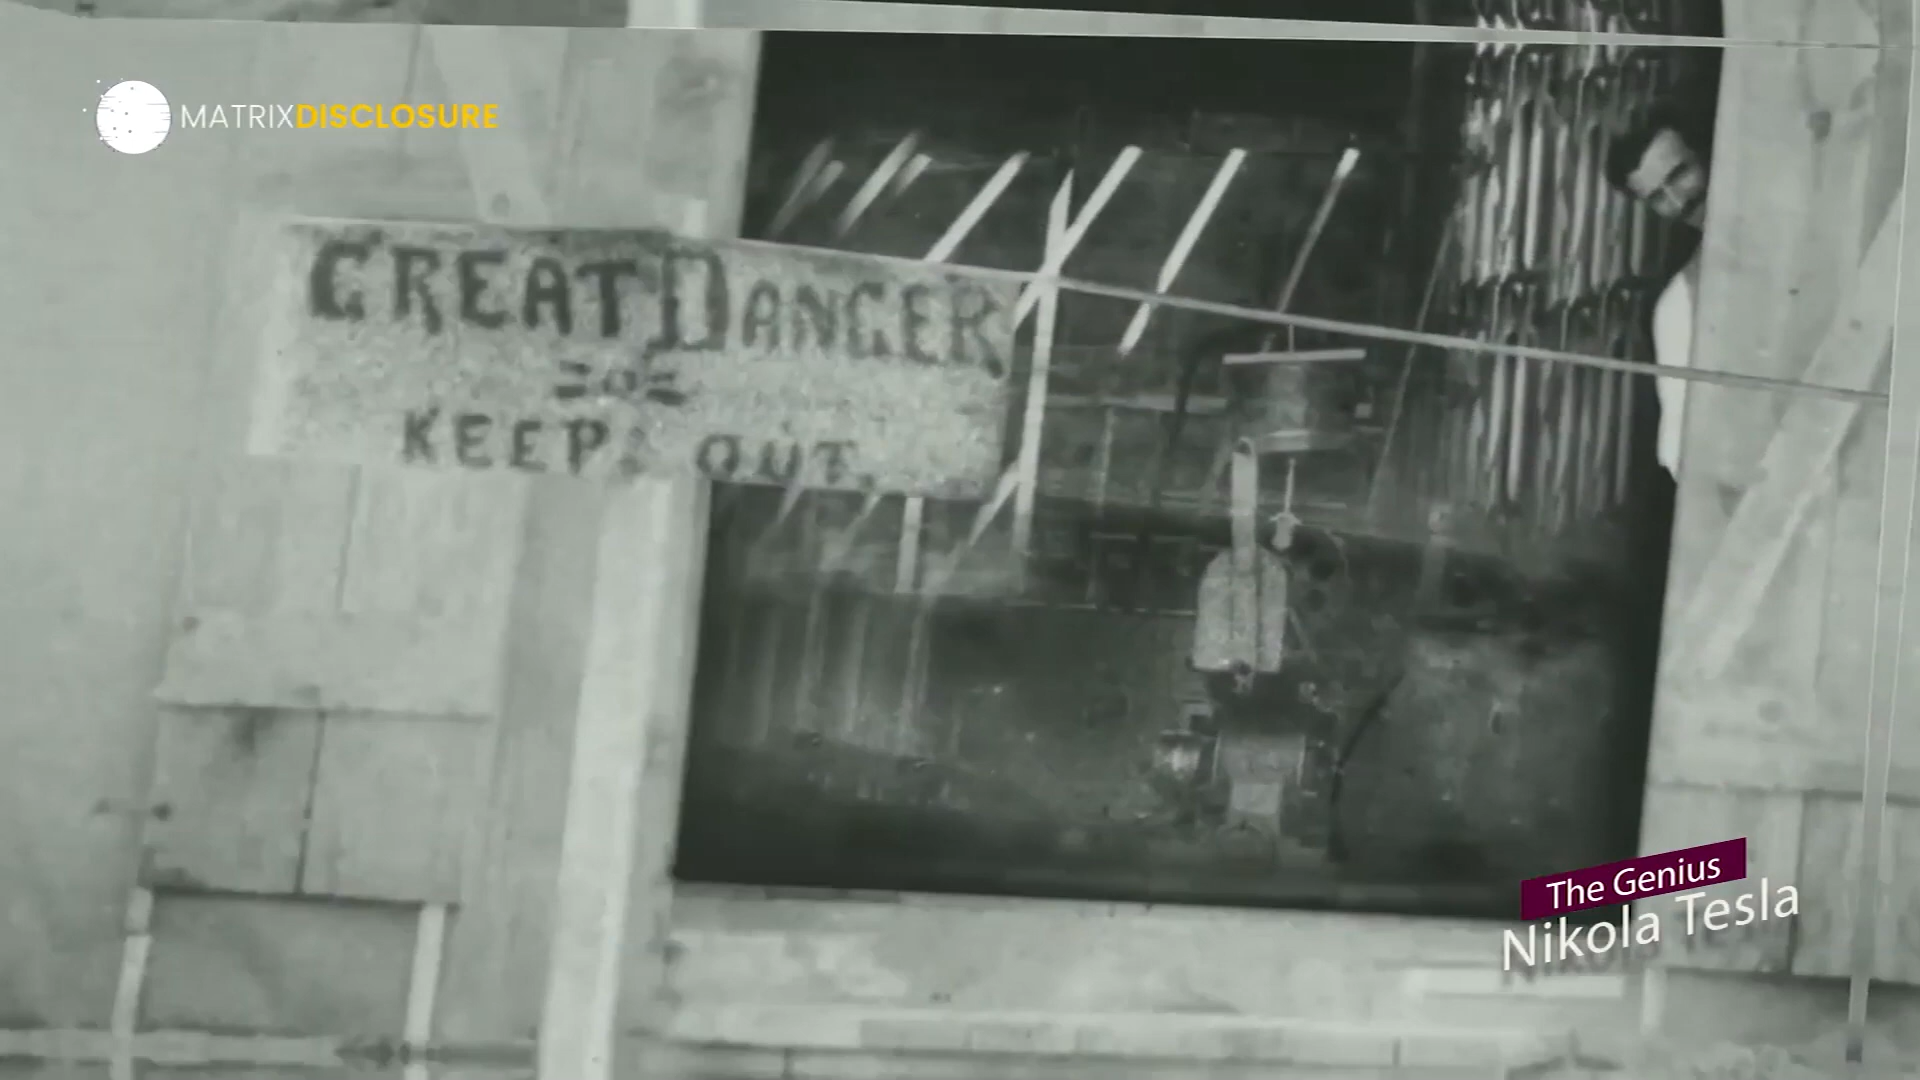 MATRIXDISCLOSURE
GREAT DANGER
KEEP OUT.
The Genius
Nikola Tesla